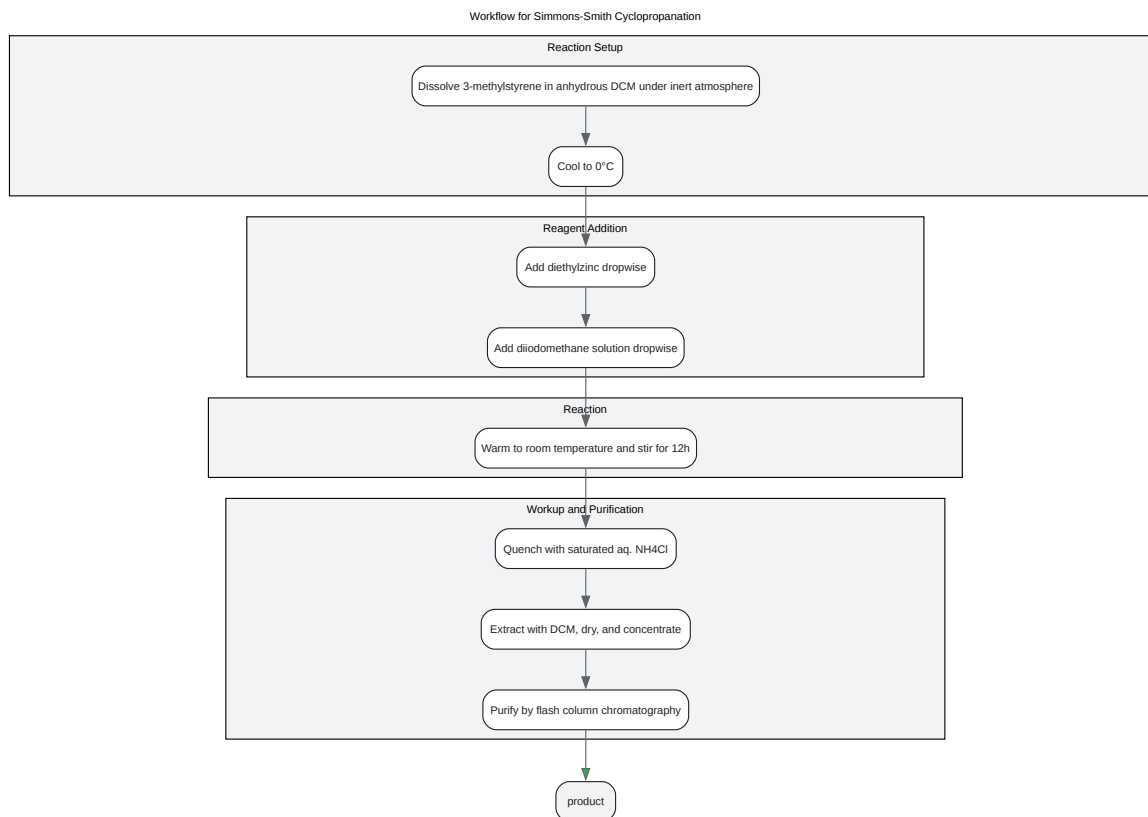 Workflow for Simmons-Smith Cyclopropanation
Reaction Setup
Dissolve 3-methylstyrene in anhydrous DCM under inert atmosphere
Cool to 0°C
Reagent Addition
Add diethylzinc dropwise
Add diiodomethane solution dropwise
Reaction
Warm to room temperature and stir for 12h
Workup and Purification
Quench with saturated aq. NH4Cl
Extract with DCM, dry, and concentrate
Purify by flash column chromatography
product